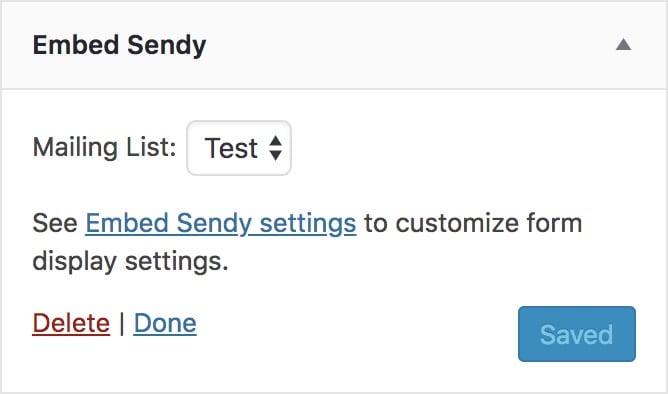 Embed Sendy
Mailing List: Test
See Embed Sendy settings to customize form
display settings.
Delete | Done
Saved